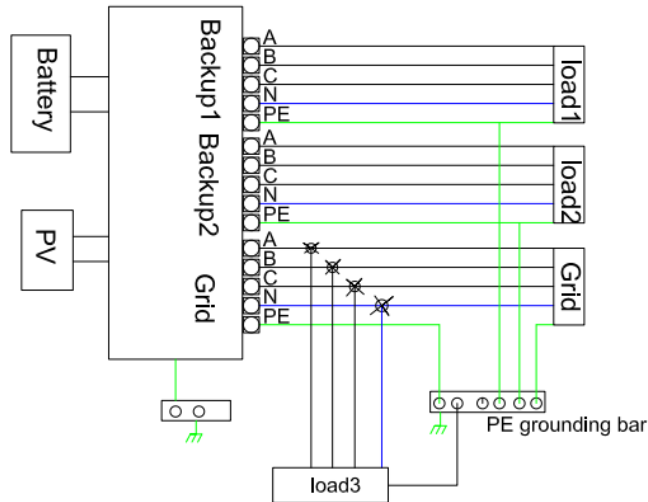 Battery
PV
Backup1
Backup2
Grid
A
B
C
N
PE
A
B
C
N
PE
A
B
C
N
PE
load1
load2
Grid
PE grounding bar
load3